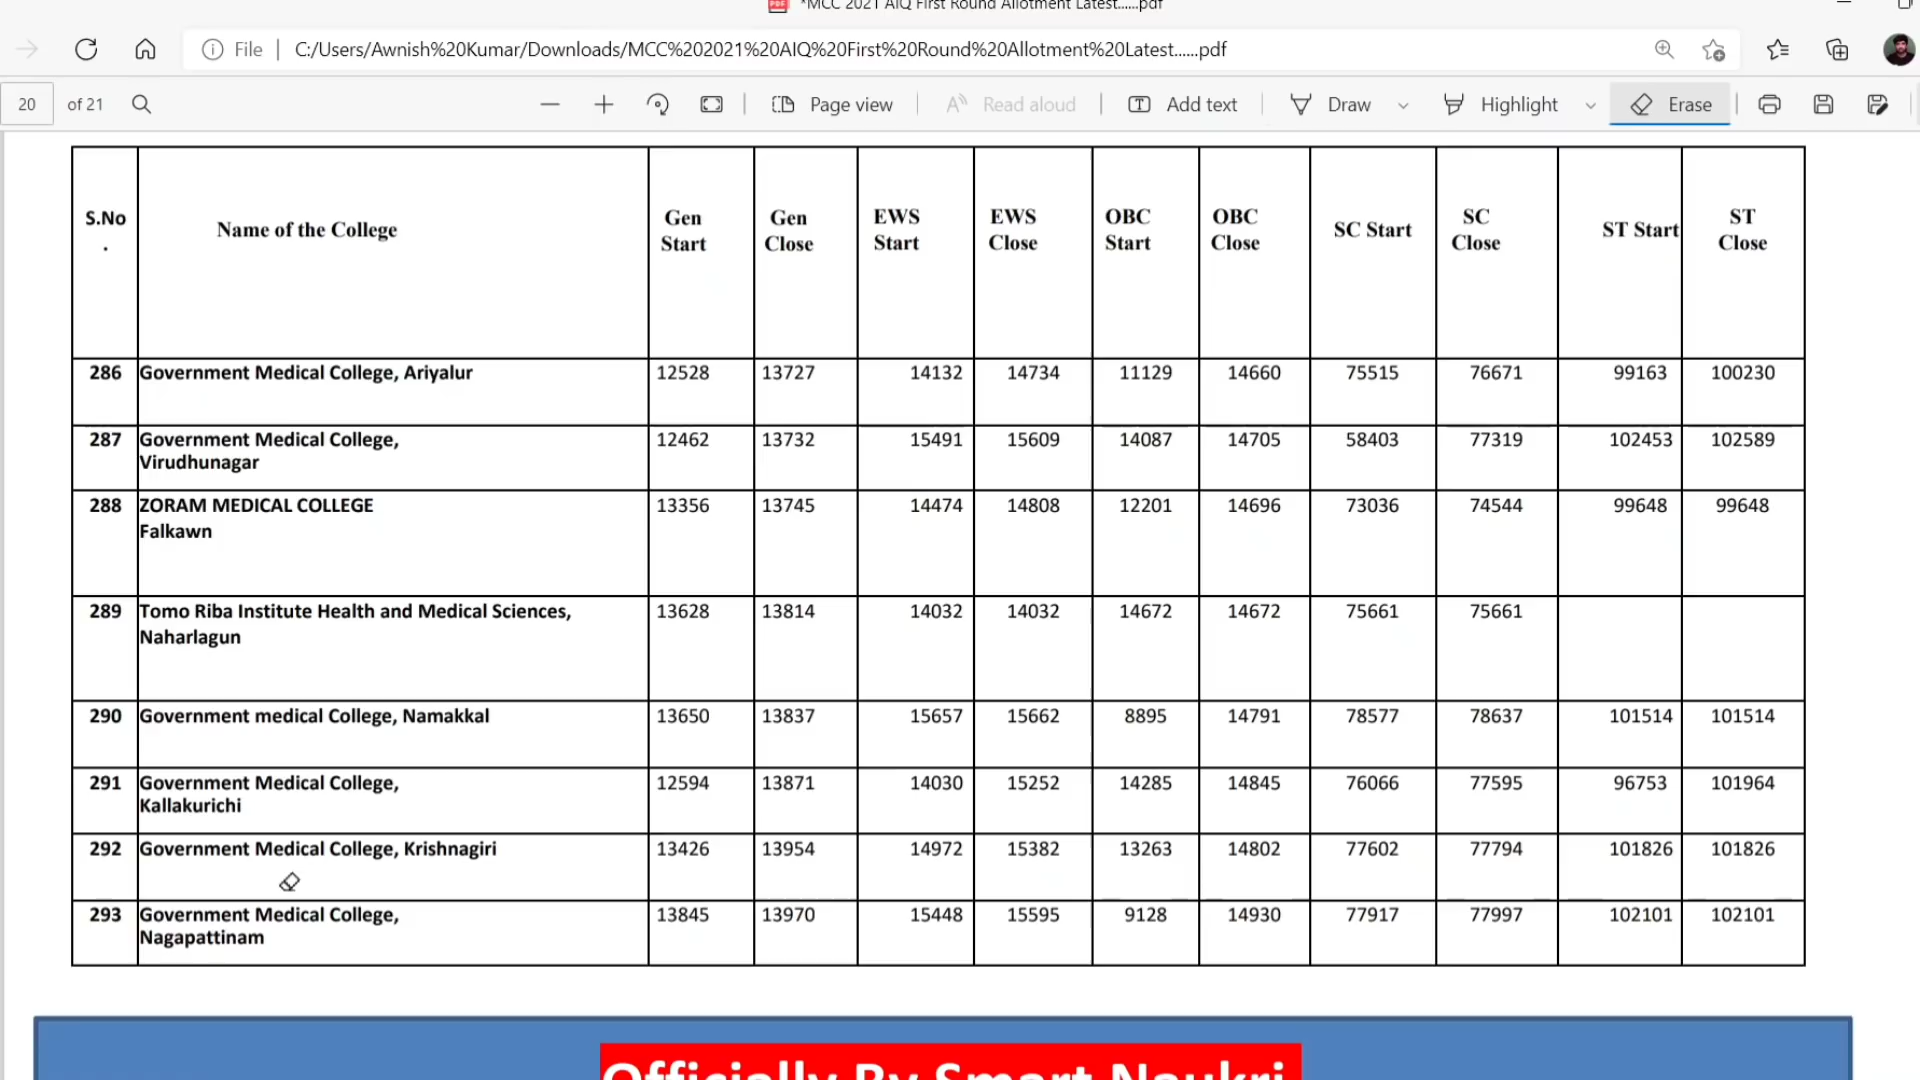 *MCC 2021 AIQ First Round Allotment Latest......pdf
File | C:/Users/Awnish%20Kumar/Downloads/MCC%202021%20AIQ%20First%20Round%20Allotment%20Latest......pdf
20 of 21 Page view Read aloud Add text Draw Highlight Erase
S.No. Name of the College Gen Start Gen Close EWS Start EWS Close OBC Start OBC Close SC Start SC Close ST Start ST Close
286 Government Medical College, Ariyalur 12528 13727 14132 14734 11129 14660 75515 76671 99163 100230
287 Government Medical College, 12462 13732 15491 15609 14087 14705 58403 77319 102453 102589
Virudhunagar
288 ZORAM MEDICAL COLLEGE 13356 13745 14474 14808 12201 14696 73036 74544 99648 99648
Falkawn
289 Tomo Riba Institute Health and Medical Sciences, 13628 13814 14032 14032 14672 14672 75661 75661
Naharlagun
290 Government medical College, Namakkal 13650 13837 15657 15662 8895 14791 78577 78637 101514 101514
291 Government Medical College, 12594 13871 14030 15252 14285 14845 76066 77595 96753 101964
Kallakurichi
292 Government Medical College, Krishnagiri 13426 13954 14972 15382 13263 14802 77602 77794 101826 101826
293 Government Medical College, 13845 13970 15448 15595 9128 14930 77917 77997 102101 102101
Nagapattinam
Officially By Smart Naukri